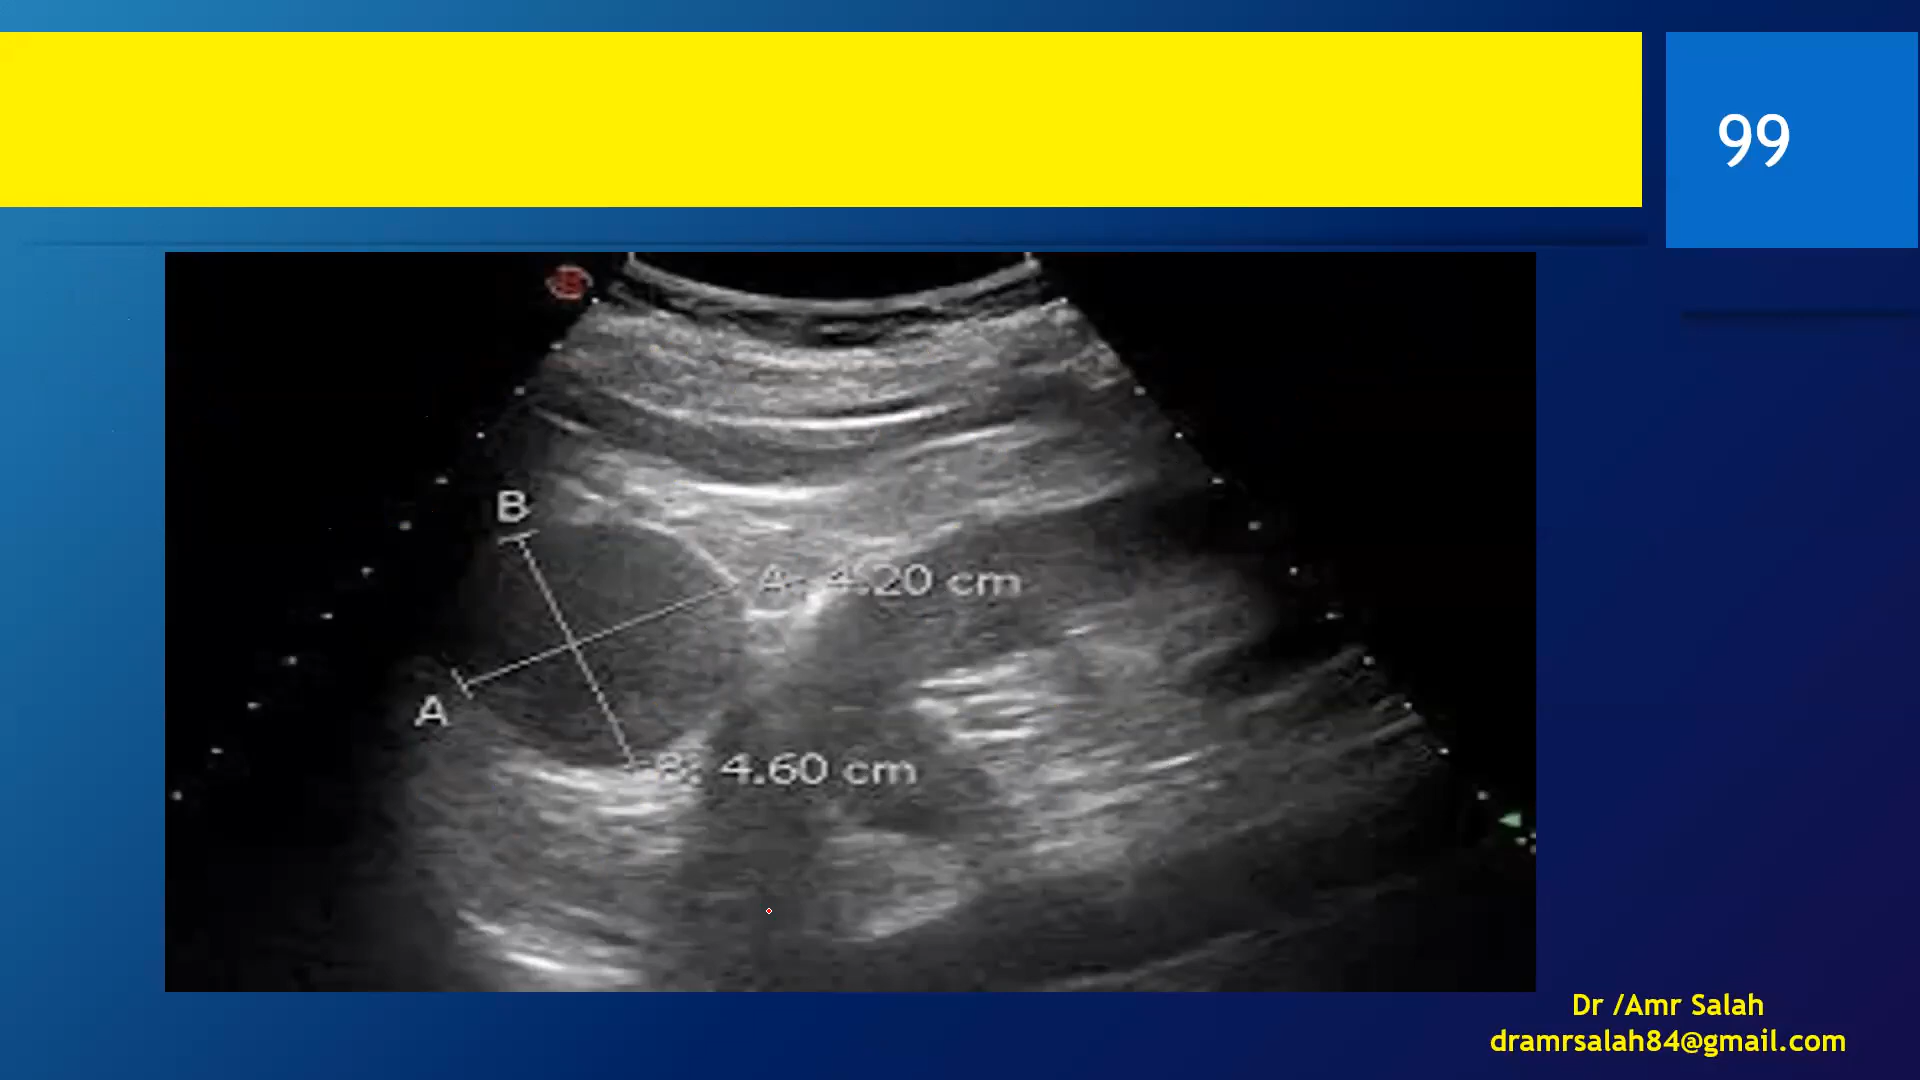 99
B
A: 4.20 cm
A
B: 4.60 cm
Dr /Amr Salah
dramrsalah84@gmail.com